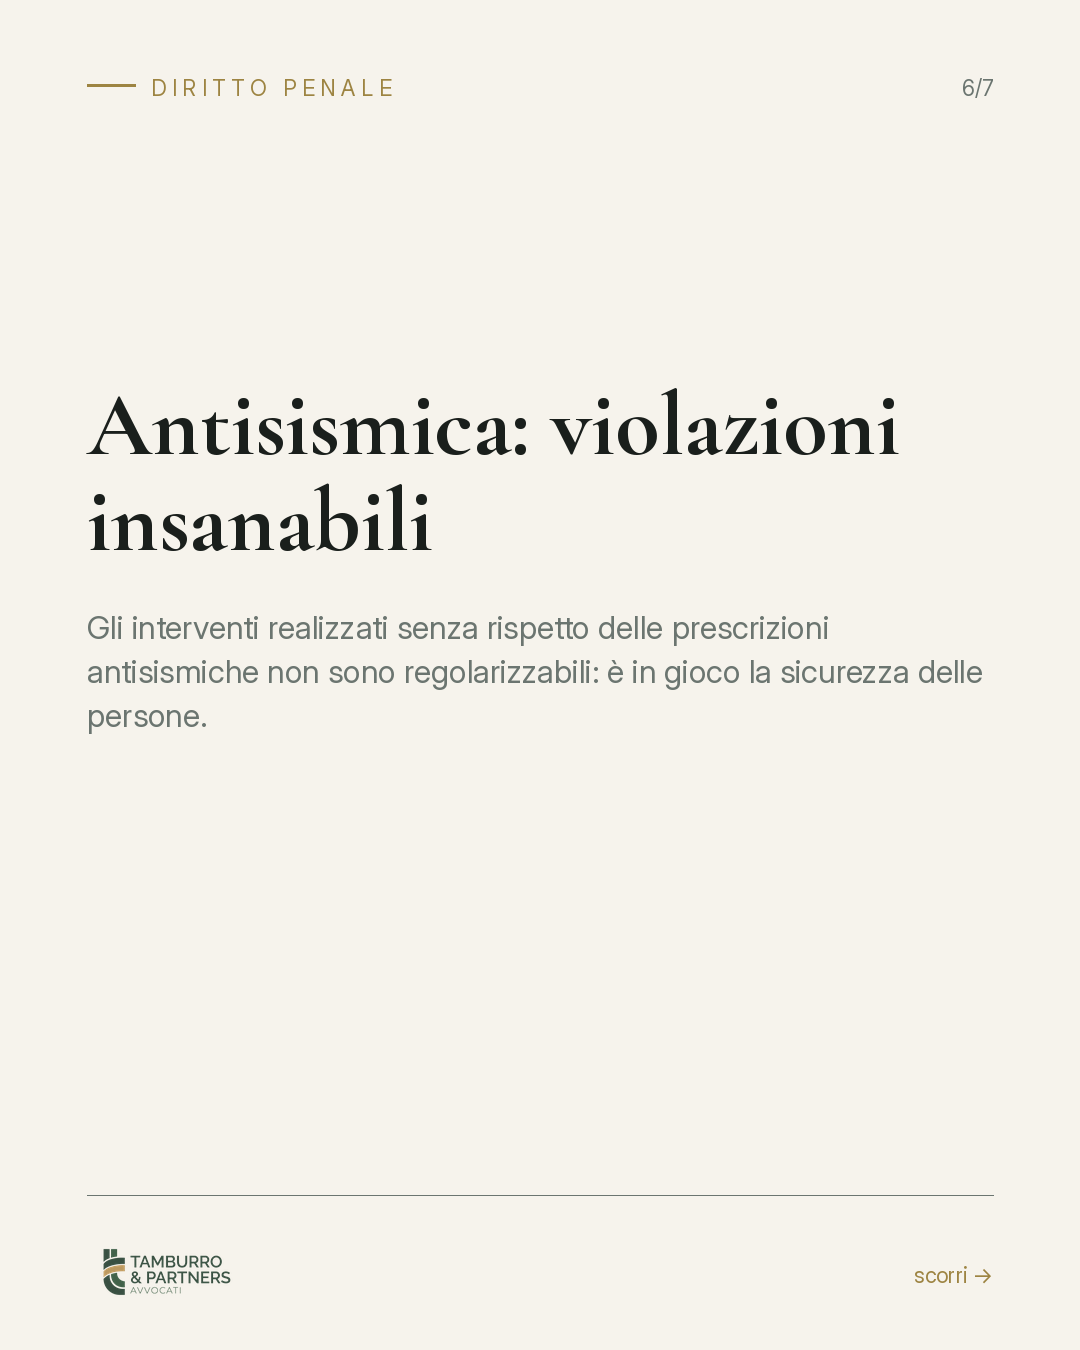 DIRITTO PENALE
6/7
Antisismica: violazioni
insanabili
Gli interventi realizzati senza rispetto delle prescrizioni
antisismiche non sono regolarizzabili: è in gioco la sicurezza delle
persone.
TAMBURRO
& PARTNERS
AVVOCATI
scorri →